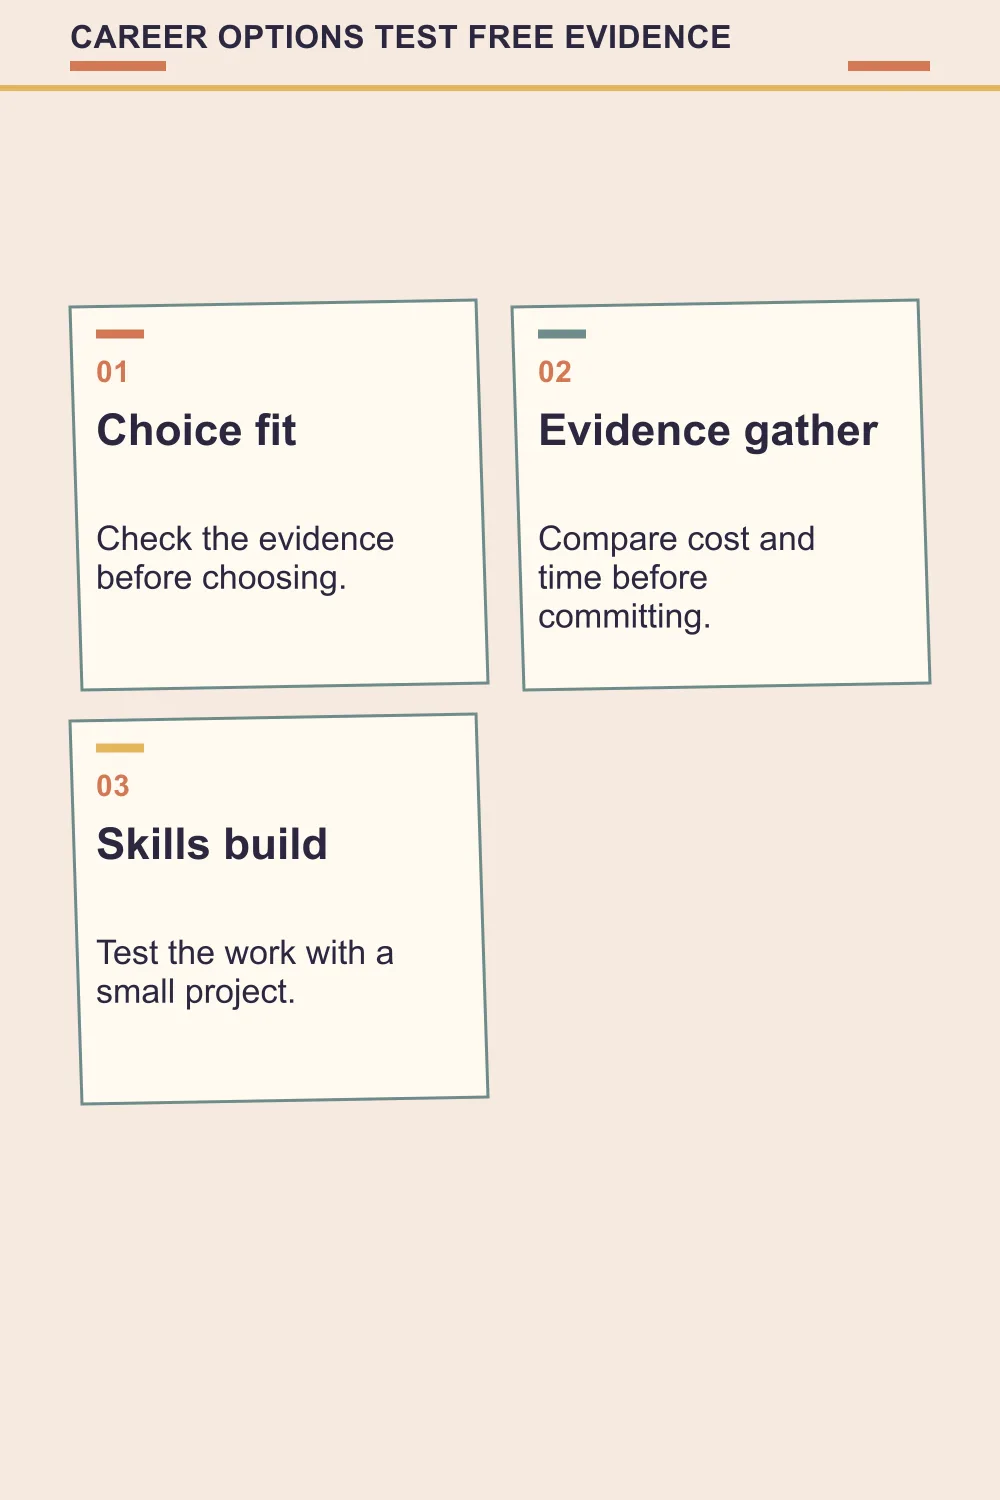 CAREER OPTIONS TEST FREE EVIDENCE
01
Choice fit
Check the evidence
before choosing.
02
Evidence gather
Compare cost and
time before
committing.
03
Skills build
Test the work with a
small project.